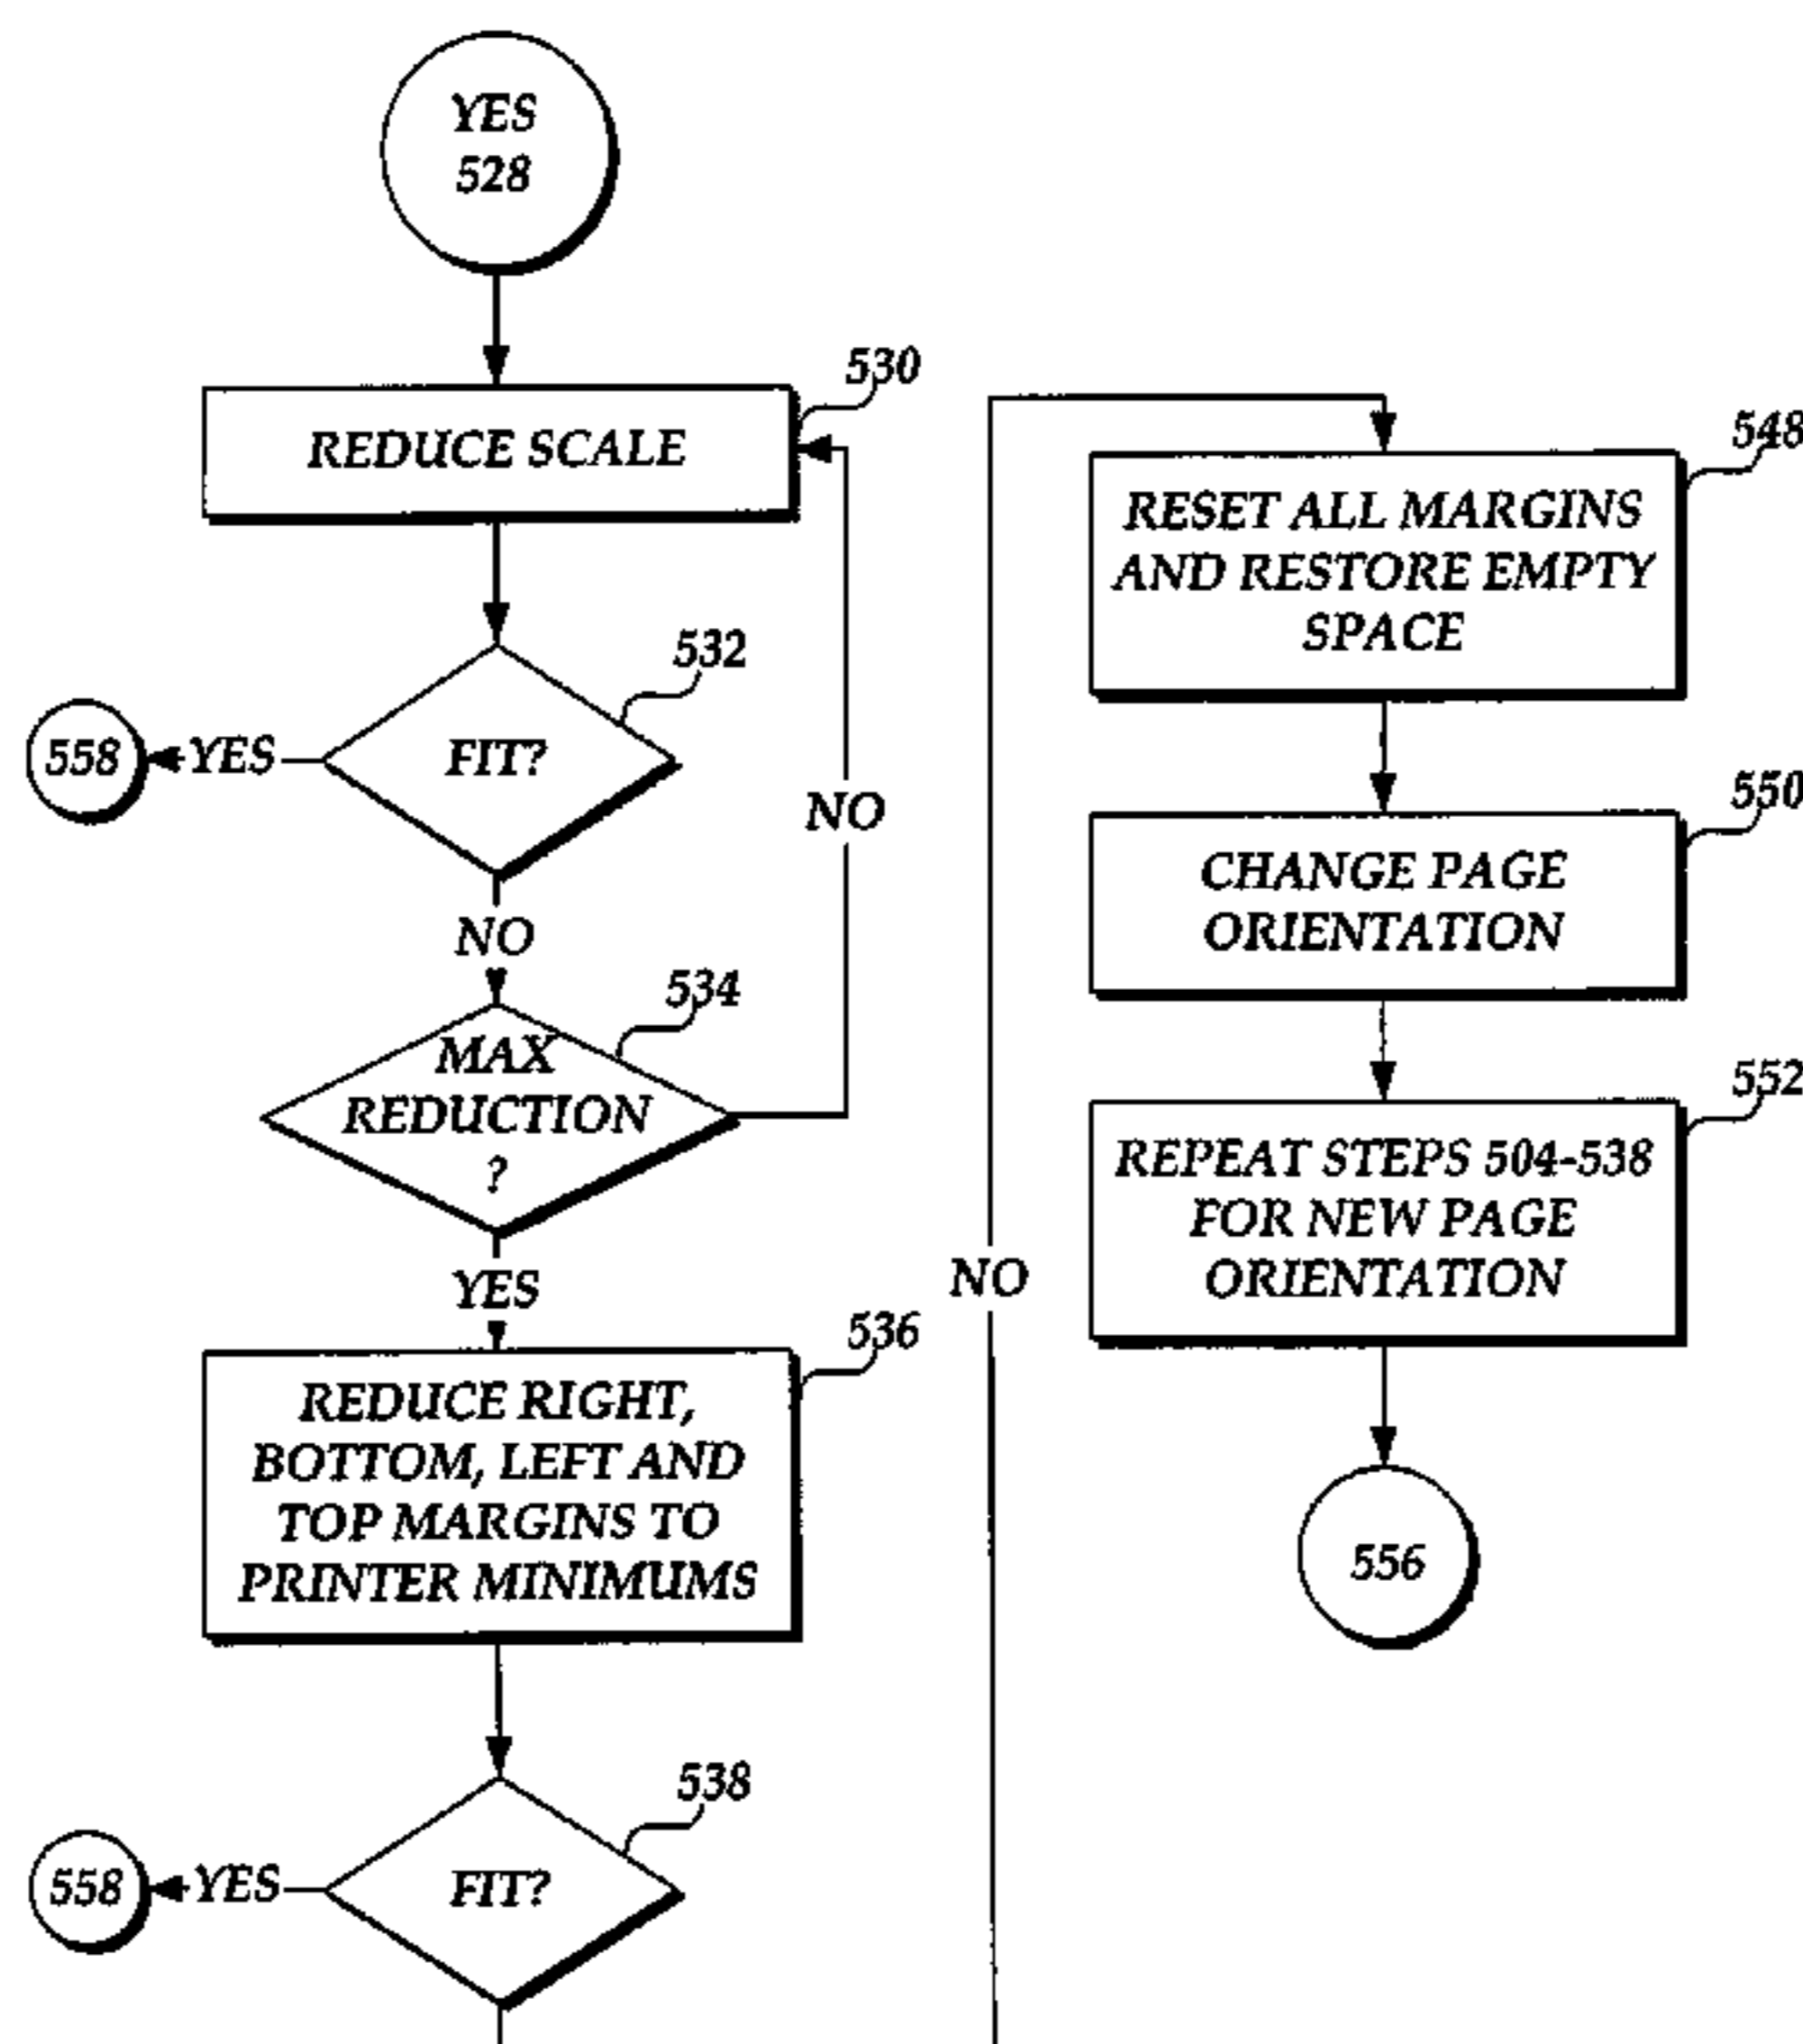 YES
528
530
REDUCE SCALE
532
FIT?
558
YES
NO
NO
534
MAX
REDUCTION
?
YES
536
REDUCE RIGHT,
BOTTOM, LEFT AND
TOP MARGINS TO
PRINTER MINIMUMS
538
FIT?
558
YES
NO
548
RESET ALL MARGINS
AND RESTORE EMPTY
SPACE
550
CHANGE PAGE
ORIENTATION
552
REPEAT STEPS 504-538
FOR NEW PAGE
ORIENTATION
556